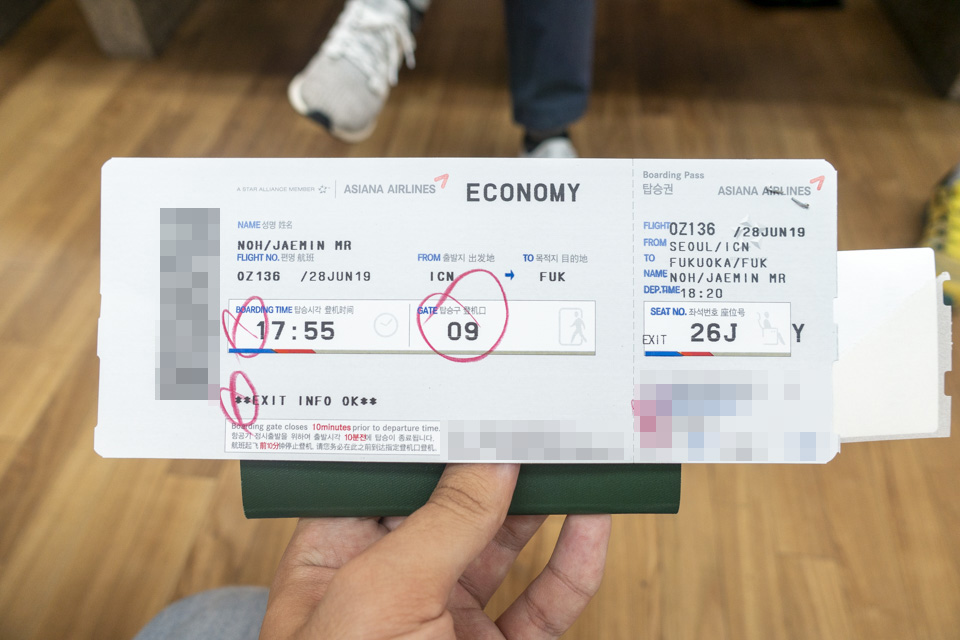 A STAR ALLIANCE MEMBER ASIANA AIRLINES ECONOMY
NAME 성명 姓名
NOH/JAEMIN MR
FLIGHT NO. 편명 航班 FROM 출발지 出发地 TO 목적지 目的地
OZ136 /28JUN19 ICN FUK
BOARDING TIME 탑승시각 登机时间 GATE 탑승구 登机口
17:55 09
**EXIT INFO OK**
Boarding gate closes 10minutes prior to departure time.
항공기 정시출발을 위하여 출발시각 10분전에 탑승이 종료됩니다.
航班起飞前10分钟停止登机, 请您务必在此之前到达指定登机口登机.
Boarding Pass
탑승권 ASIANA AIRLINES
FLIGHT OZ136 /28JUN19
FROM SEOUL/ICN
TO FUKUOKA/FUK
NAME NOH/JAEMIN MR
DEP.TIME 18:20
SEAT NO. 좌석번호 座位号
EXIT 26J Y